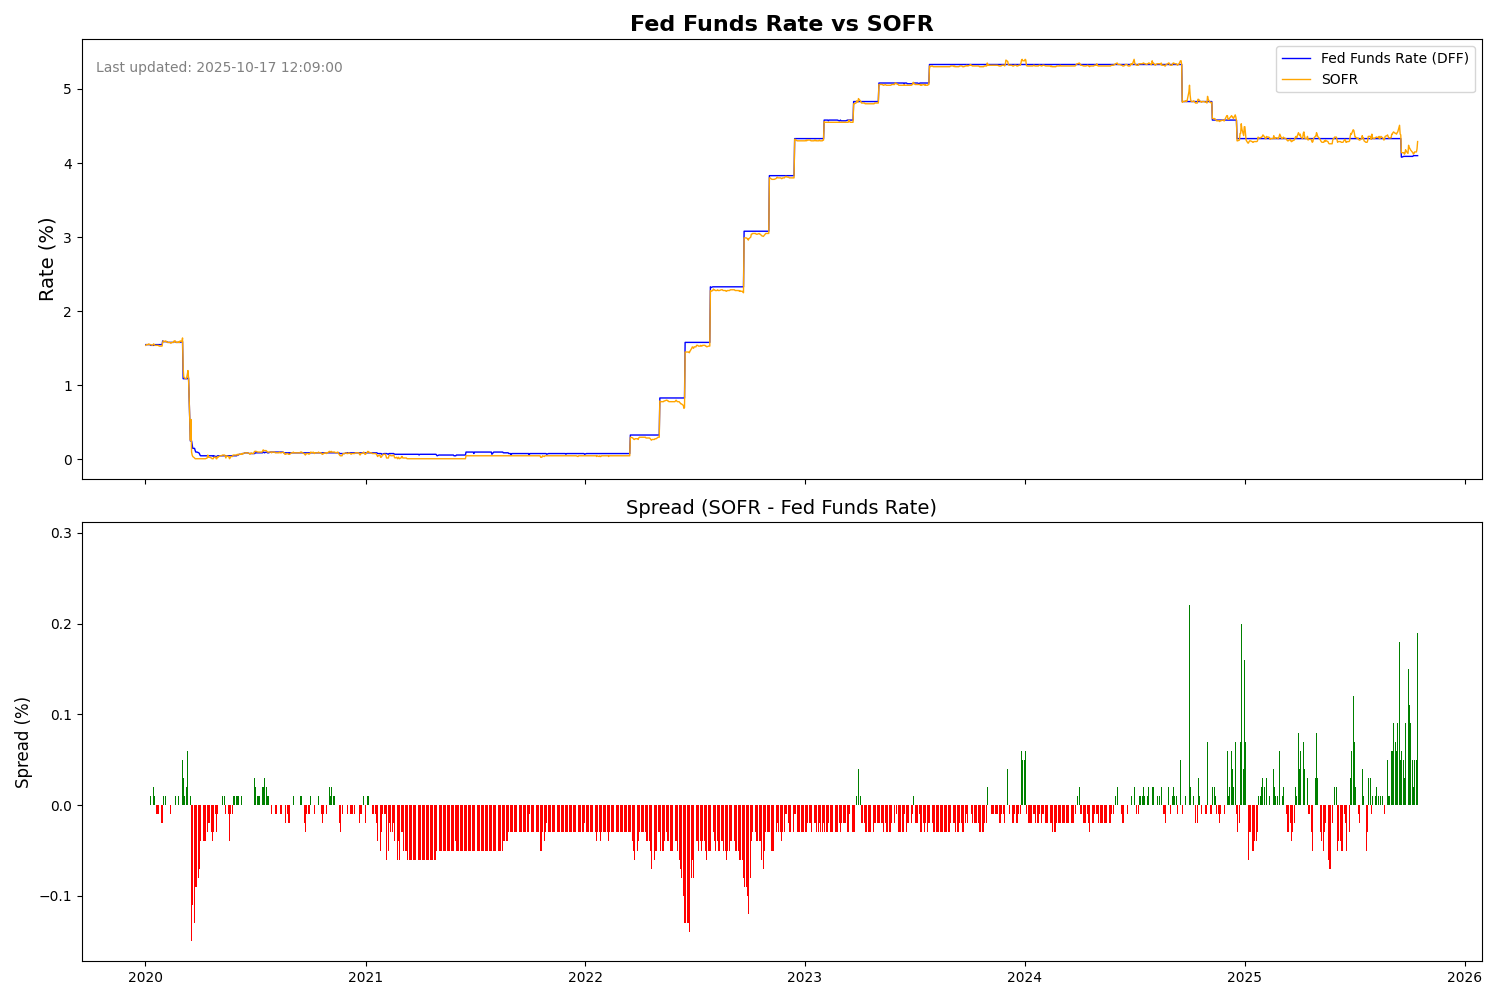 Fed Funds Rate vs SOFR
Last updated: 2025-10-17 12:09:00
Fed Funds Rate (DFF)
SOFR
Rate (%)
5
4
3
2
1
0
Spread (SOFR - Fed Funds Rate)
Spread (%)
0.3
0.2
0.1
0.0
−0.1
2020 2021 2022 2023 2024 2025 2026